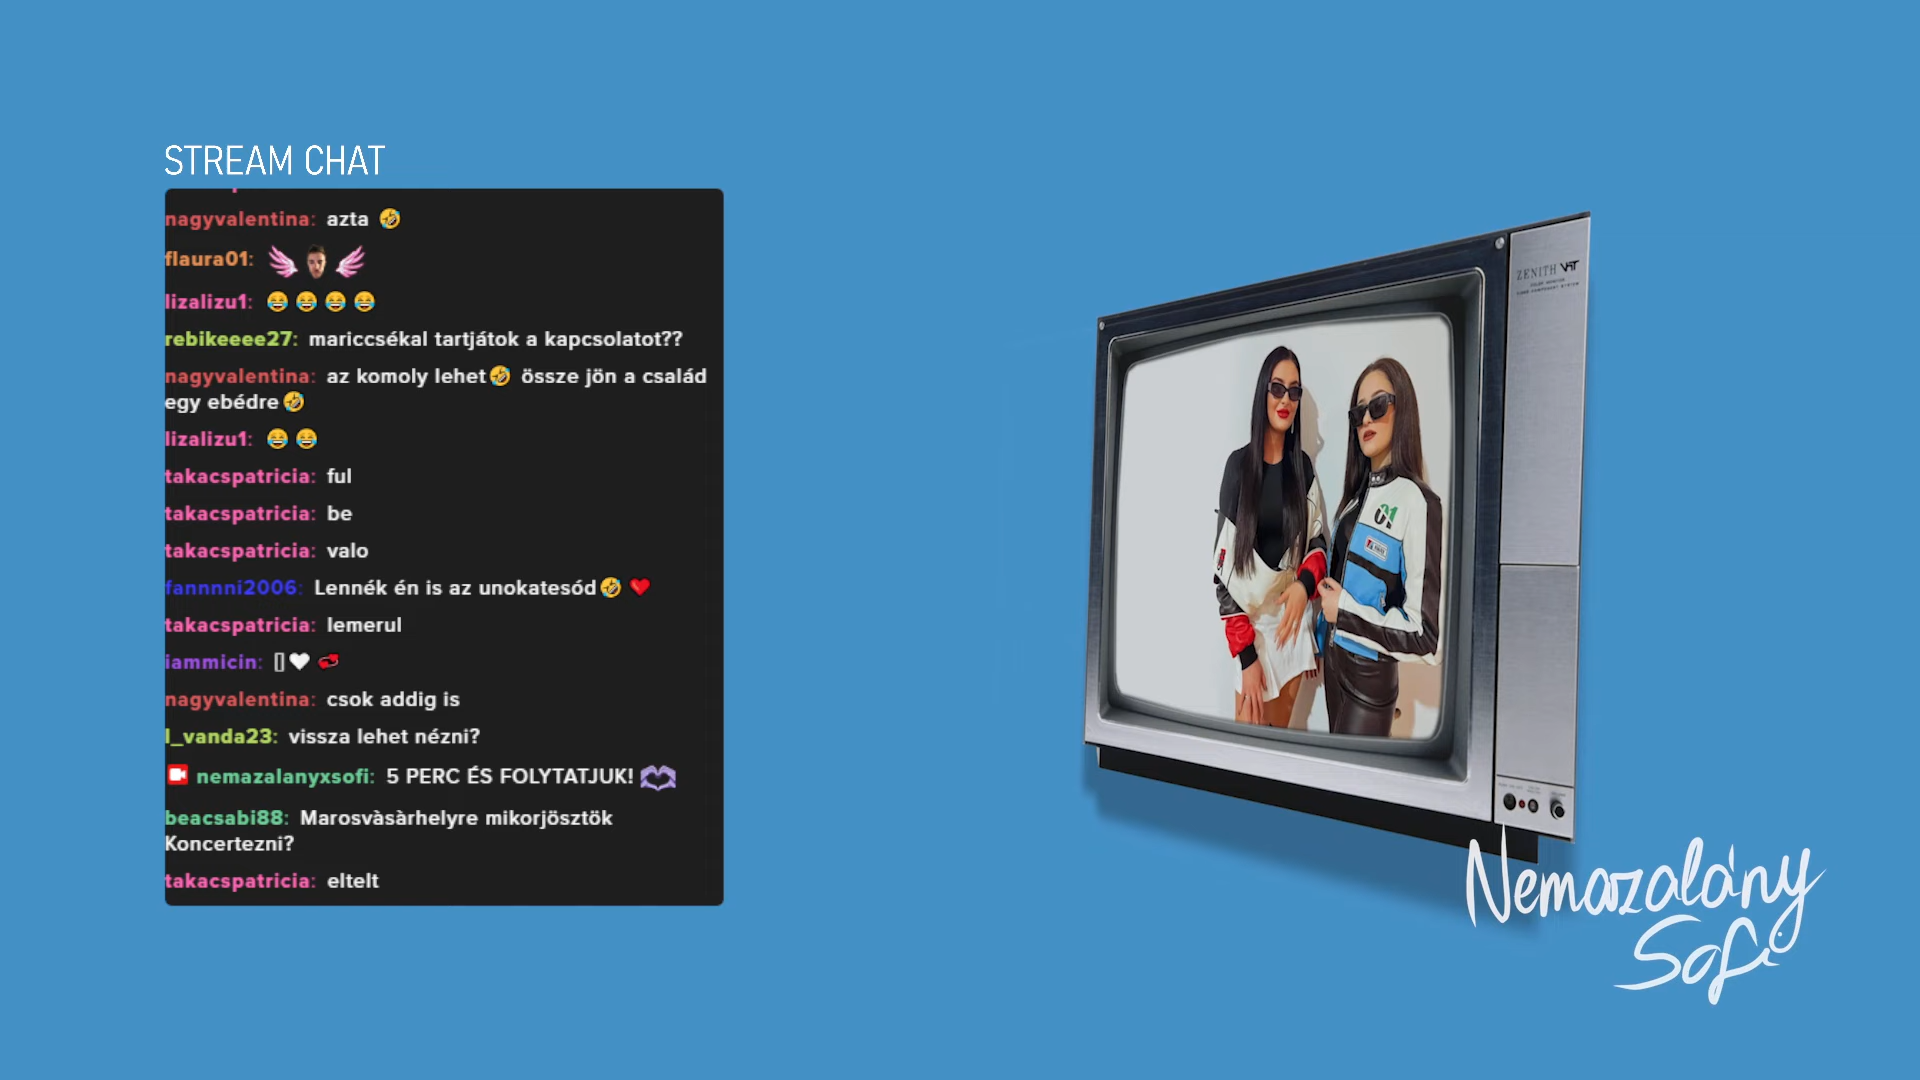 STREAM CHAT
nagyvalentina: azta 🤣
flaura01:
lizalizu1: 😂 😂 😂 😂
rebikeeee27: mariccsékal tartjátok a kapcsolatot??
nagyvalentina: az komoly lehet🤣 össze jön a család
egy ebédre🤣
lizalizu1: 😂 😂
takacspatricia: ful
takacspatricia: be
takacspatricia: valo
fannnni2006: Lennék én is az unokatesód🤣 ❤️
takacspatricia: lemerul
iammicin: []🤍
nagyvalentina: csok addig is
l_vanda23: vissza lehet nézni?
nemazalanyxsofi: 5 PERC ÉS FOLYTATJUK!
beacsabi88: Marosvàsàrhelyre mikorjösztök
Koncertezni?
takacspatricia: eltelt
ZENITH VHT
01
Nemazalány
Sofi